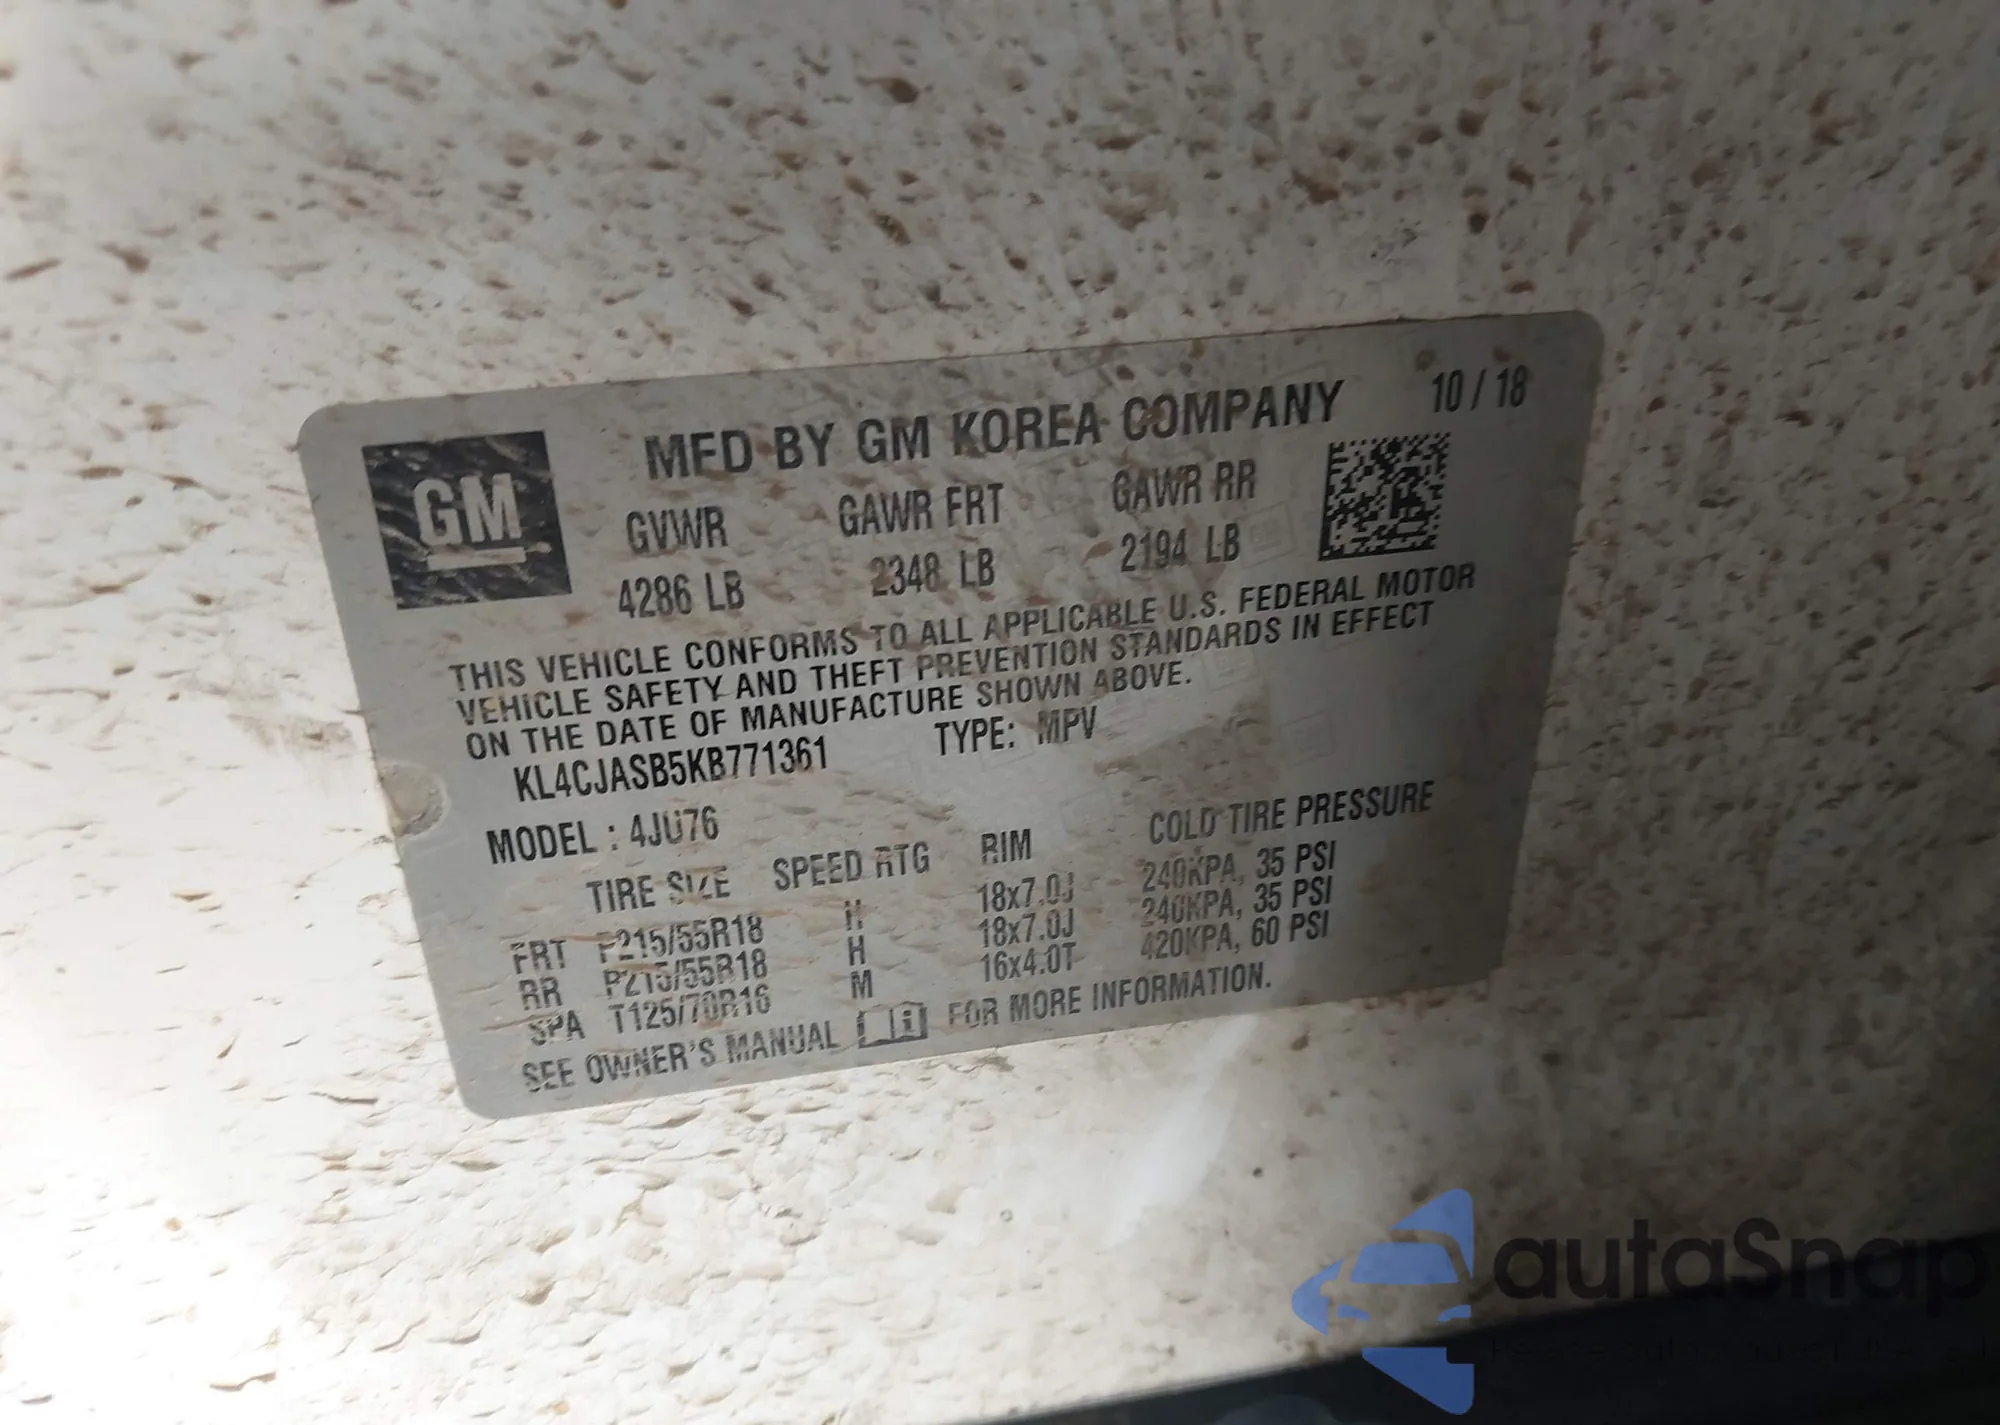 MFD BY GM KOREA COMPANY 10 / 18
GM
GVWR GAWR FRT GAWR RR
4286 LB 2348 LB 2194 LB
THIS VEHICLE CONFORMS TO ALL APPLICABLE U.S. FEDERAL MOTOR
VEHICLE SAFETY AND THEFT PREVENTION STANDARDS IN EFFECT
ON THE DATE OF MANUFACTURE SHOWN ABOVE.
KL4CJASB5KB771361 TYPE: MPV
MODEL : 4JU76
TIRE SIZE SPEED RTG RIM COLD TIRE PRESSURE
FRT P215/55R18 H 18x7.0J 240KPA, 35 PSI
RR P215/55R18 H 18x7.0J 240KPA, 35 PSI
SPA T125/70R16 M 16x4.0T 420KPA, 60 PSI
SEE OWNER'S MANUAL FOR MORE INFORMATION.
autaSnap